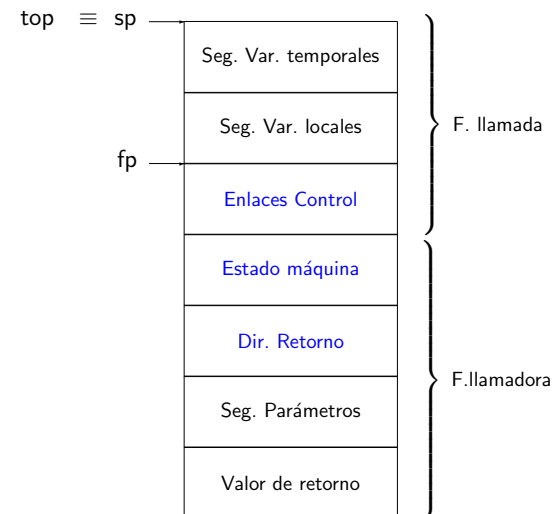 top ≡ sp
Seg. Var. temporales
Seg. Var. locales
F. llamada
fp
Enlaces Control
Estado máquina
Dir. Retorno
F.llamadora
Seg. Parámetros
Valor de retorno